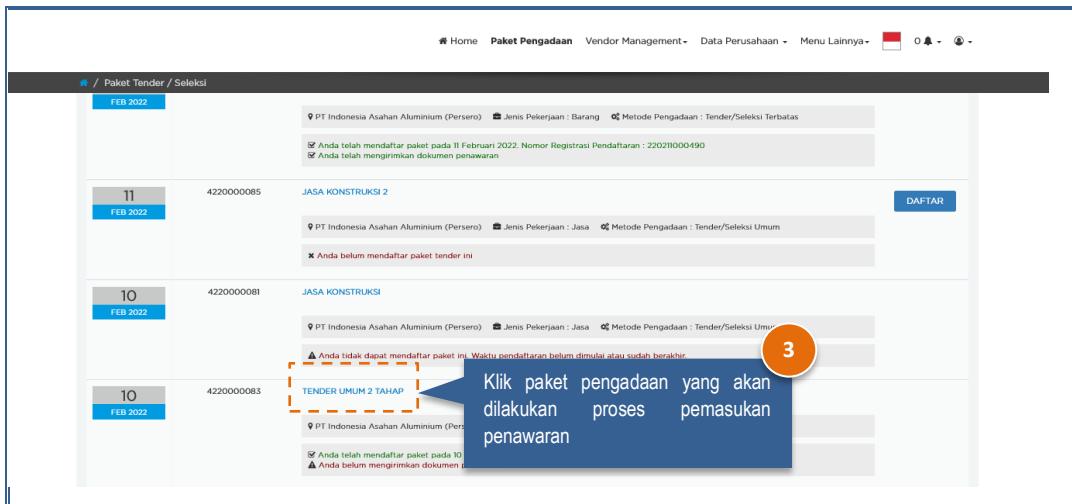 Home Paket Pengadaan Vendor Management Data Perusahaan Menu Lainnya 0
/ Paket Tender / Seleksi
FEB 2022
PT Indonesia Asahan Aluminium (Persero) Jenis Pekerjaan : Barang Metode Pengadaan : Tender/Seleksi Terbatas
Anda telah mendaftar paket pada 11 Februari 2022. Nomor Registrasi Pendaftaran : 220211000490
Anda telah mengirimkan dokumen penawaran
11 4220000085 JASA KONSTRUKSI 2 DAFTAR
FEB 2022
PT Indonesia Asahan Aluminium (Persero) Jenis Pekerjaan : Jasa Metode Pengadaan : Tender/Seleksi Umum
Anda belum mendaftar paket tender ini
10 4220000081 JASA KONSTRUKSI
FEB 2022
PT Indonesia Asahan Aluminium (Persero) Jenis Pekerjaan : Jasa Metode Pengadaan : Tender/Seleksi Umum
Anda tidak dapat mendaftar paket ini. Waktu pendaftaran belum dimulai atau sudah berakhir.
3
10 4220000083 TENDER UMUM 2 TAHAP
FEB 2022
PT Indonesia Asahan Aluminium
Anda telah mendaftar paket pada 10
Anda belum mengirimkan dokumen
Klik paket pengadaan yang akan
dilakukan proses pemasukan
penawaran